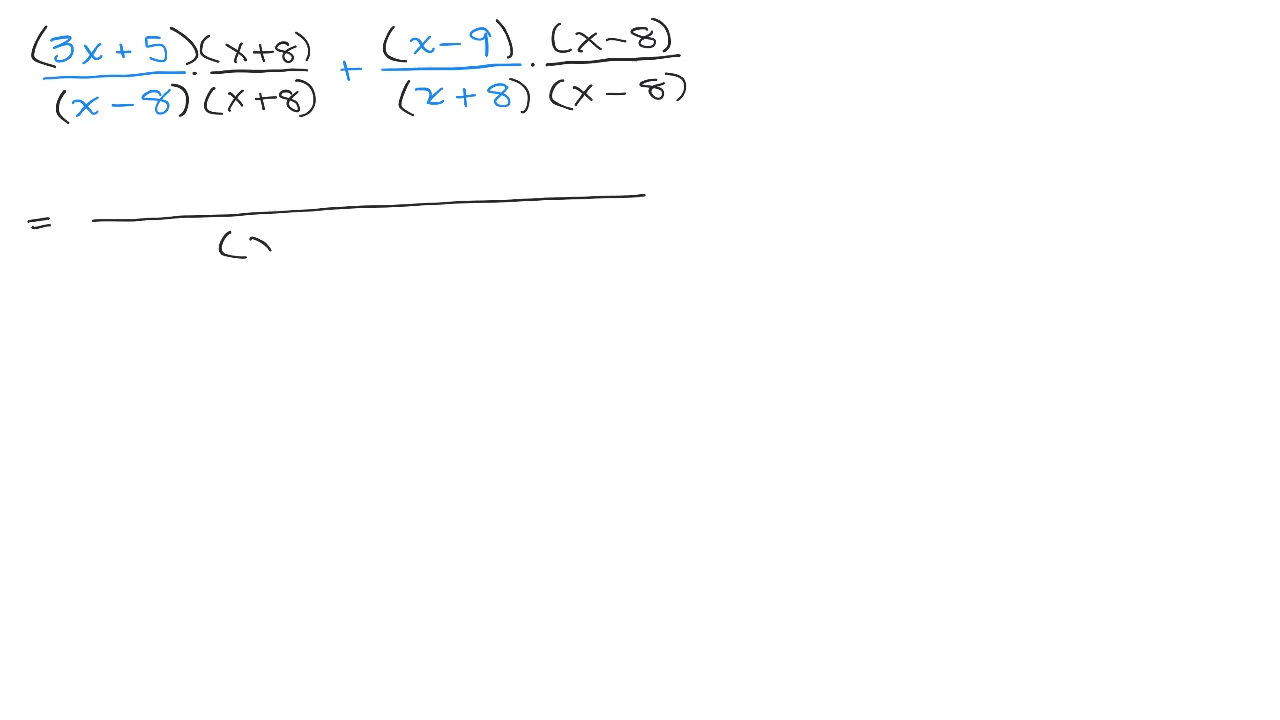 (3x+5)/(x-8) · (x+8)/(x+8) + (x-9)/(x+8) · (x-8)/(x-8)
= ———
(